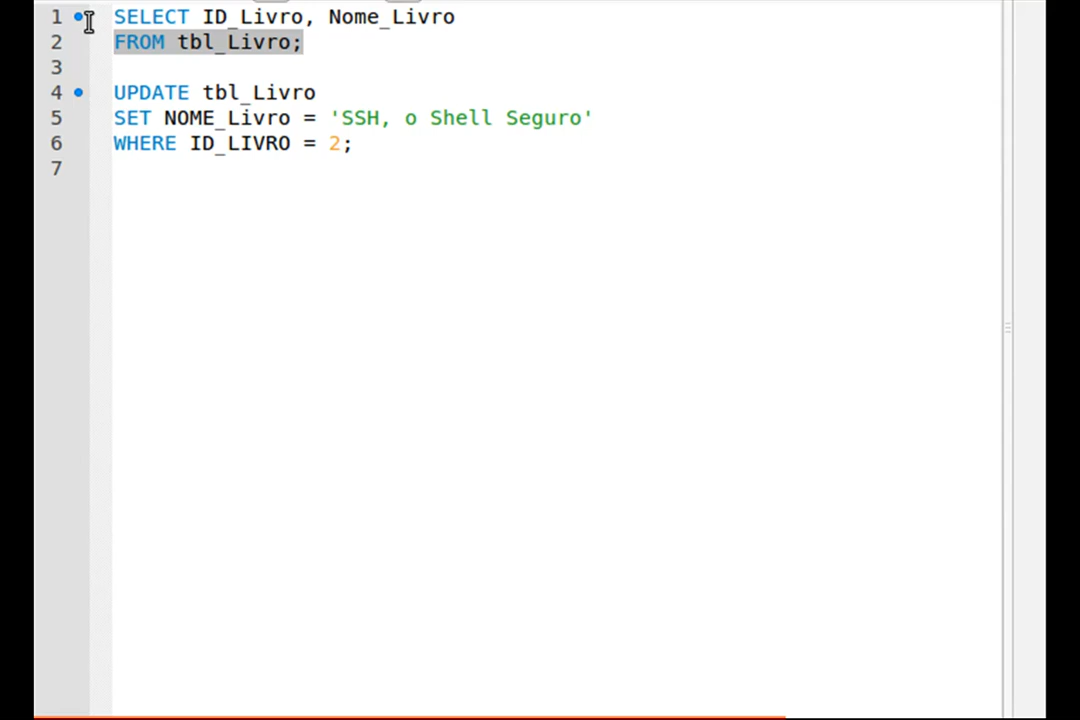 1 SELECT ID_Livro, Nome_Livro
2 FROM tbl_Livro;
3
4 UPDATE tbl_Livro
5 SET NOME_Livro = 'SSH, o Shell Seguro'
6 WHERE ID_LIVRO = 2;
7